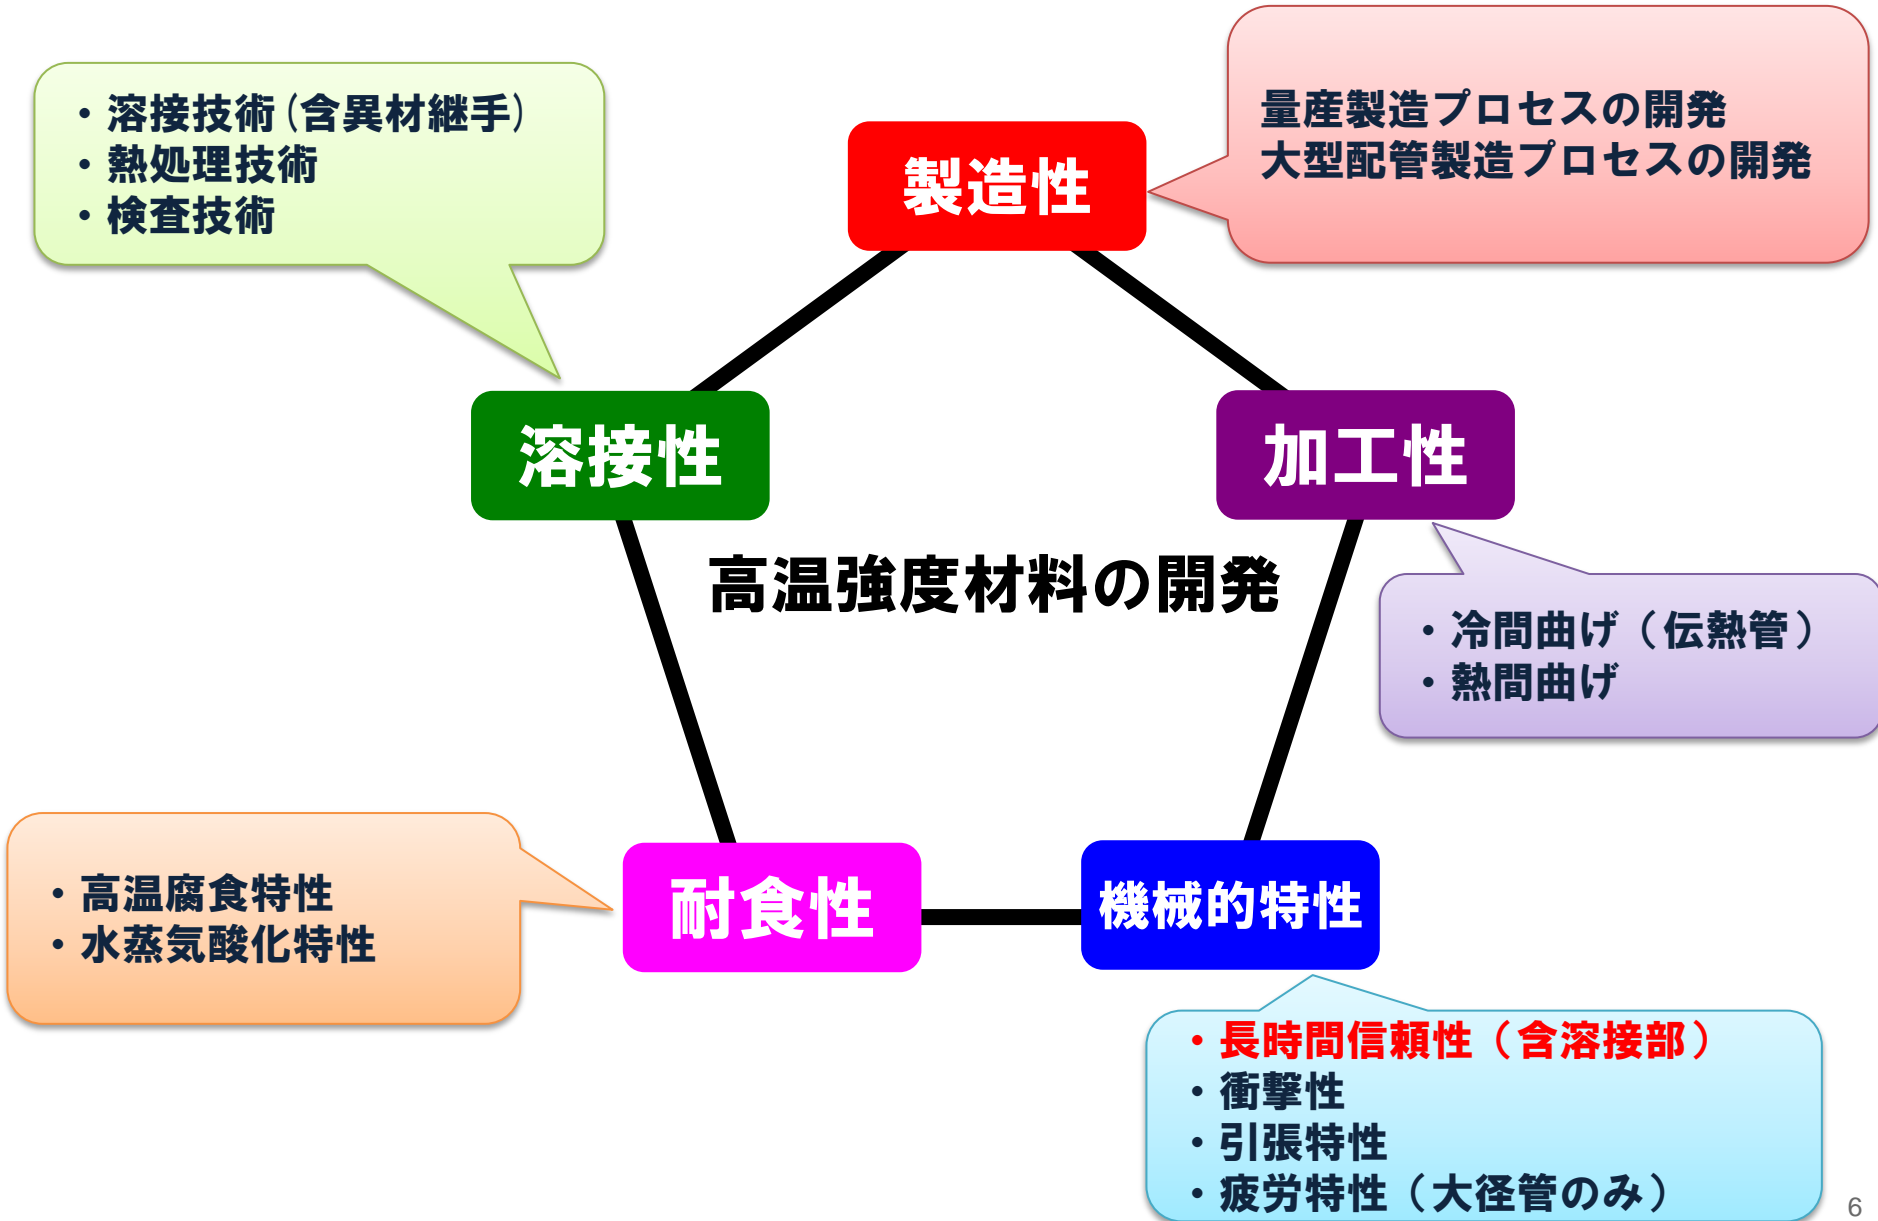 ・溶接技術(含異材継手)
・熱処理技術
・検査技術
製造性
量産製造プロセスの開発
大型配管製造プロセスの開発
溶接性
加工性
高温強度材料の開発
・冷間曲げ（伝熱管）
・熱間曲げ
・高温腐食特性
・水蒸気酸化特性
耐食性
機械的特性
・長時間信頼性（含溶接部）
・衝撃性
・引張特性
・疲労特性（大径管のみ）
6